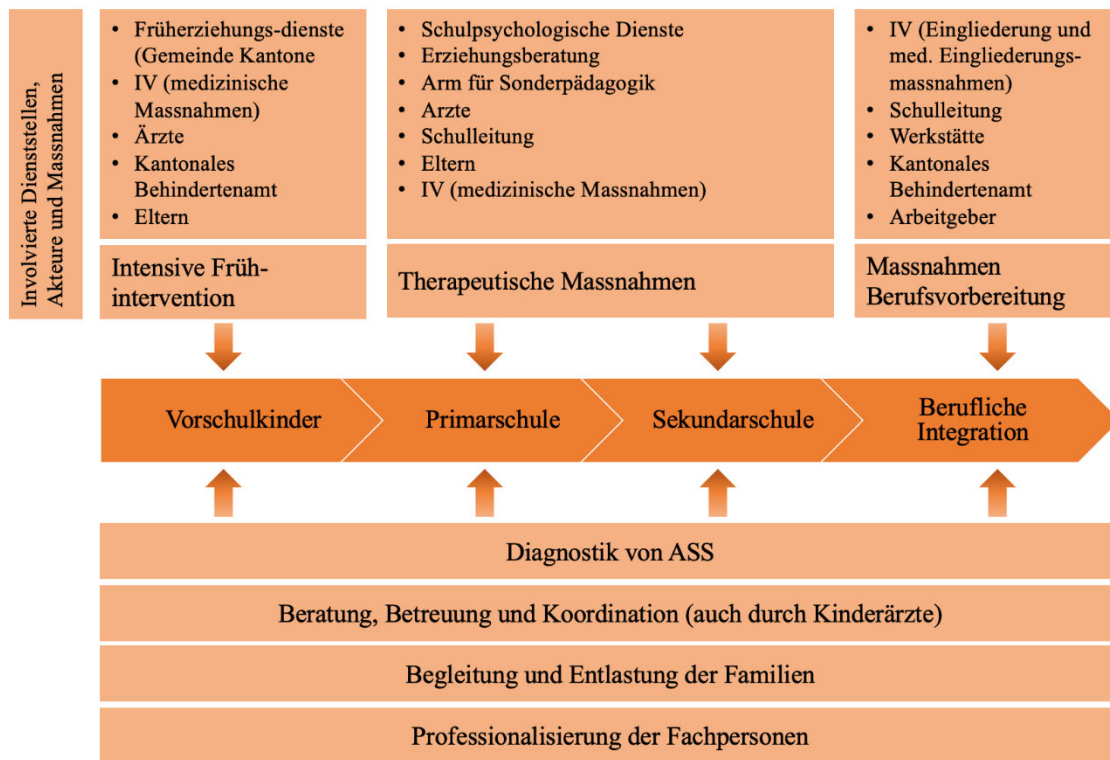 Involvierte Dienststellen,
Akteure und Massnahmen
• Früherziehungs-dienste
(Gemeinde Kantone
• IV (medizinische
Massnahmen)
• Ärzte
• Kantonales
Behindertenamt
• Eltern
Intensive Früh-
intervention
• Schulpsychologische Dienste
• Erziehungsberatung
• Arm für Sonderpädagogik
• Arzte
• Schulleitung
• Eltern
• IV (medizinische Massnahmen)
Therapeutische Massnahmen
• IV (Eingliederung und
med. Eingliederungs-
massnahmen)
• Schulleitung
• Werkstätte
• Kantonales
Behindertenamt
• Arbeitgeber
Massnahmen
Berufsvorbereitung
Vorschulkinder
Primarschule
Sekundarschule
Berufliche
Integration
Diagnostik von ASS
Beratung, Betreuung und Koordination (auch durch Kinderärzte)
Begleitung und Entlastung der Familien
Professionalisierung der Fachpersonen